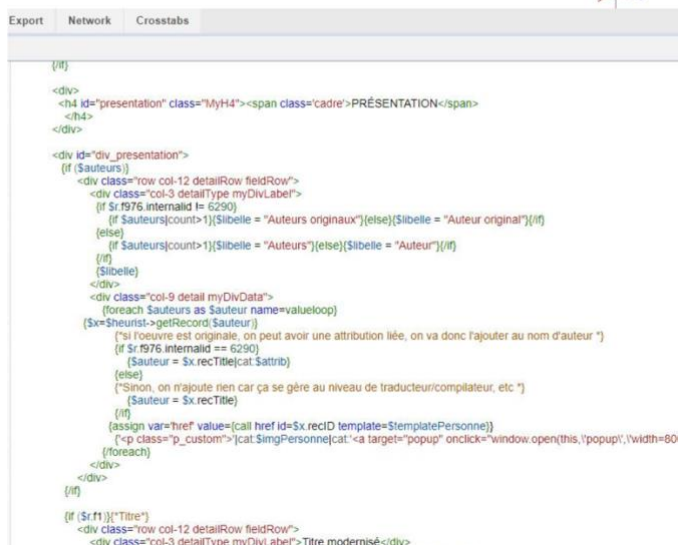 Export Network Crosstabs
{/if}
<div>
<h4 id="presentation" class="MyH4"><span class='cadre'>PRÉSENTATION</span>
</h4>
</div>
<div id="div_presentation">
{if ($auteurs)}
<div class="row col-12 detailRow fieldRow">
<div class="col-3 detailType myDivLabel">
{if $r.f976.internalid != 6290}
{if $auteurs|count>1}{$libelle = "Auteurs originaux"}{else}{$libelle = "Auteur original"}{/if}
{else}
{if $auteurs|count>1}{$libelle = "Auteurs"}{else}{$libelle = "Auteur"}{/if}
{/if}
{$libelle}
</div>
<div class="col-9 detail myDivData">
{foreach $auteurs as $auteur name=valueloop}
{$x=$heurist->getRecord($auteur)}
{*si l'oeuvre est originale, on peut avoir une attribution liée, on va donc l'ajouter au nom d'auteur *}
{if $r.f976.internalid == 6290}
{$auteur = $x.recTitle|cat:$attrib}
{else}
{*Sinon, on n'ajoute rien car ça se gère au niveau de traducteur/compilateur, etc *}
{$auteur = $x.recTitle}
{/if}
{assign var='href' value={call href id=$x.recID template=$templatePersonne}}
{'<p class="p_custom">'|cat:$imgPersonne|cat:'<a target="popup" onclick="window.open(this,\'popup\',\'width=80
{/foreach}
</div>
</div>
{/if}
{if ($r.f1)}{*Titre*}
<div class="row col-12 detailRow fieldRow">
<div class="col-3 detailType myDivLabel">Titre modernisé</div>